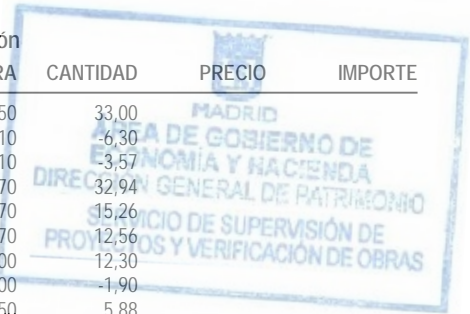 ón
RA CANTIDAD PRECIO IMPORTE
50 33,00
10 -6,30
10 -3,57
70 32,94
70 15,26
70 12,56
00 12,30
00 -1,90
50 5,88
MADRID
ÁREA DE GOBIERNO DE
ECONOMÍA Y HACIENDA
DIRECCIÓN GENERAL DE PATRIMONIO
SERVICIO DE SUPERVISIÓN DE
PROYECTOS Y VERIFICACIÓN DE OBRAS